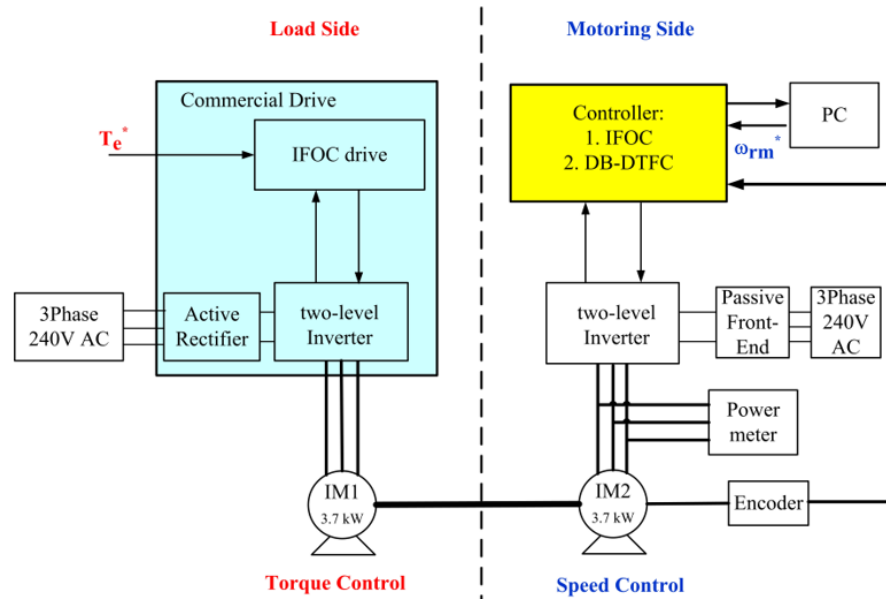 Load Side
Motoring Side
Commercial Drive
T_e^*
IFOC drive
3Phase
240V AC
Active
Rectifier
two-level
Inverter
IM1
3.7 kW
Torque Control
Controller:
1. IFOC
2. DB-DTFC
PC
ω_rm^*
two-level
Inverter
Passive
Front-
End
3Phase
240V
AC
Power
meter
IM2
3.7 kW
Encoder
Speed Control